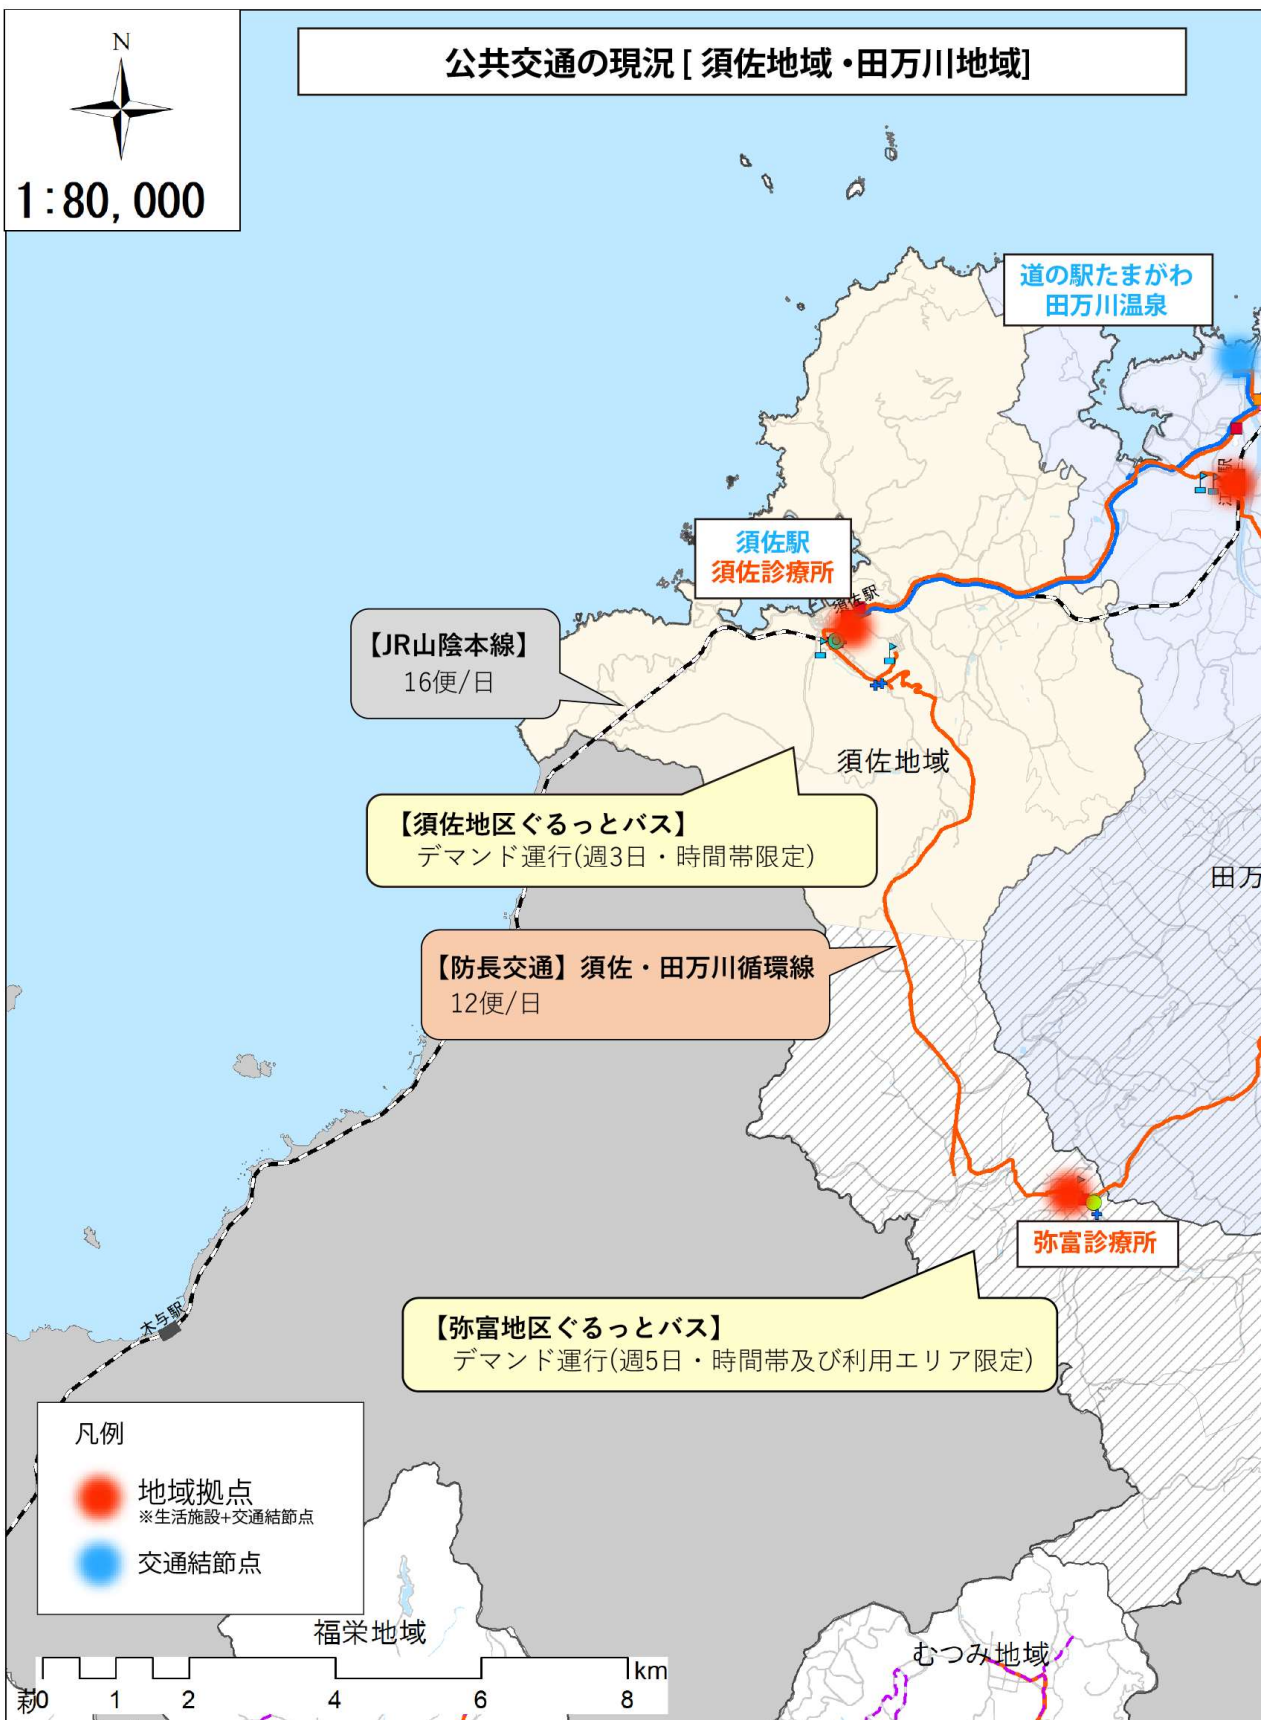 N
1:80,000
公共交通の現況 [ 須佐地域・田万川地域]
道の駅たまがわ
田万川温泉
須佐駅
須佐診療所
須佐駅
【JR山陰本線】
16便/日
須佐地域
【須佐地区ぐるっとバス】
デマンド運行(週3日・時間帯限定)
田万
【防長交通】須佐・田万川循環線
12便/日
弥富診療所
【弥富地区ぐるっとバス】
デマンド運行(週5日・時間帯及び利用エリア限定)
木与駅
凡例
地域拠点
※生活施設+交通結節点
交通結節点
福栄地域
むつみ地域
km
0 1 2 4 6 8